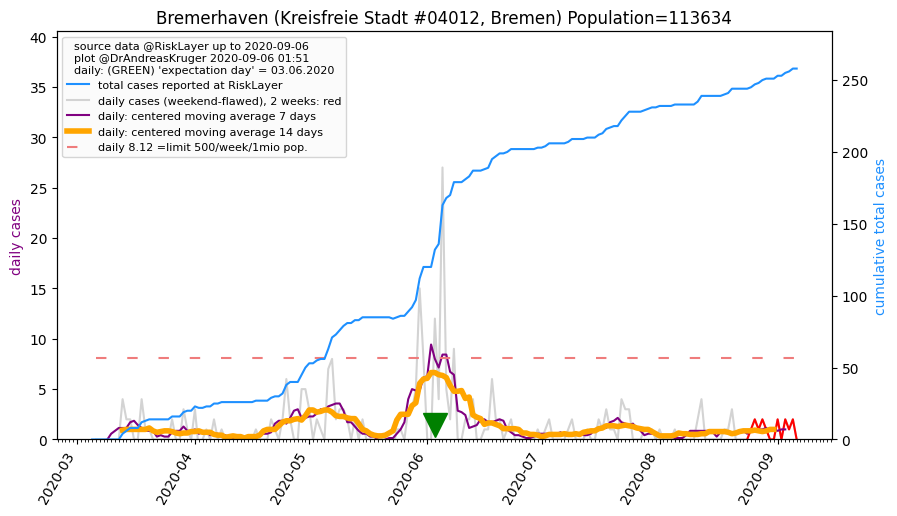 Bremerhaven (Kreisfreie Stadt #04012, Bremen) Population=113634
source data @RiskLayer up to 2020-09-06
plot @DrAndreasKruger 2020-09-06 01:51
daily: (GREEN) 'expectation day' = 03.06.2020
total cases reported at RiskLayer
daily cases (weekend-flawed), 2 weeks: red
daily: centered moving average 7 days
daily: centered moving average 14 days
daily 8.12 =limit 500/week/1mio pop.
daily cases
40
35
30
25
20
15
10
5
0
cumulative total cases
250
200
150
100
50
0
2020-03
2020-04
2020-05
2020-06
2020-07
2020-08
2020-09